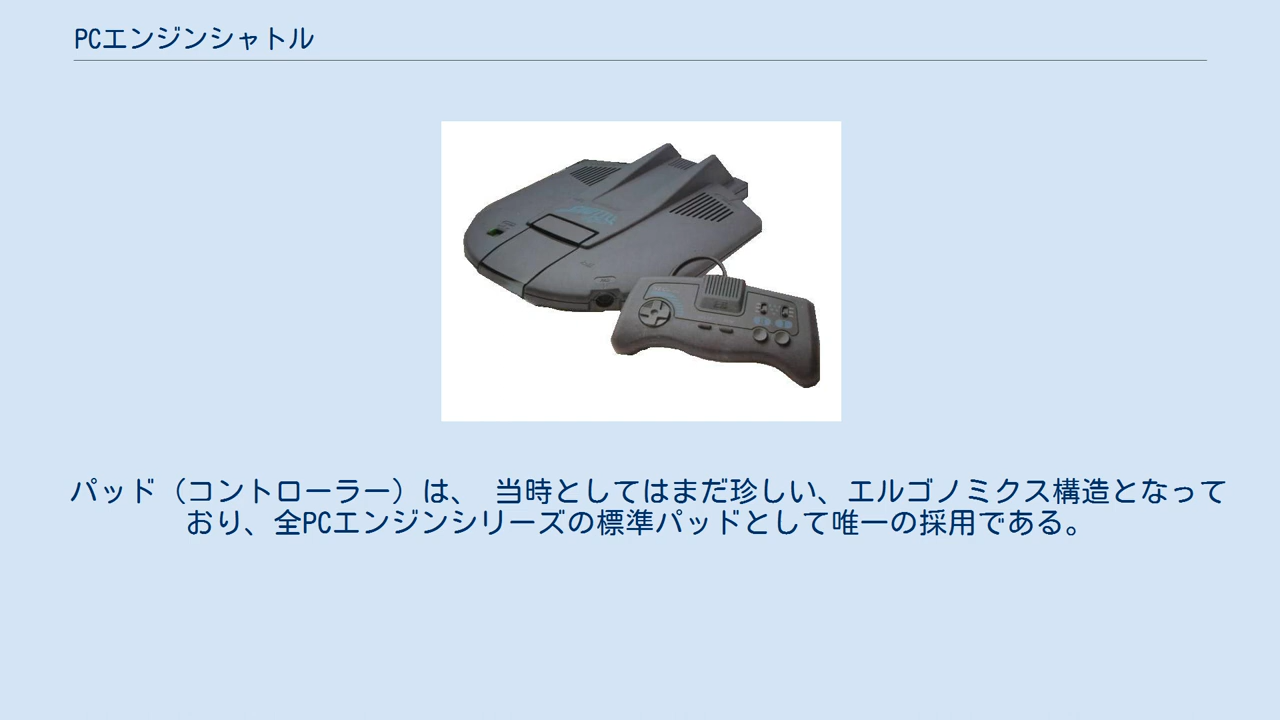 PCエンジンシャトル
パッド（コントローラー）は、 当時としてはまだ珍しい、エルゴノミクス構造となって
おり、全PCエンジンシリーズの標準パッドとして唯一の採用である。